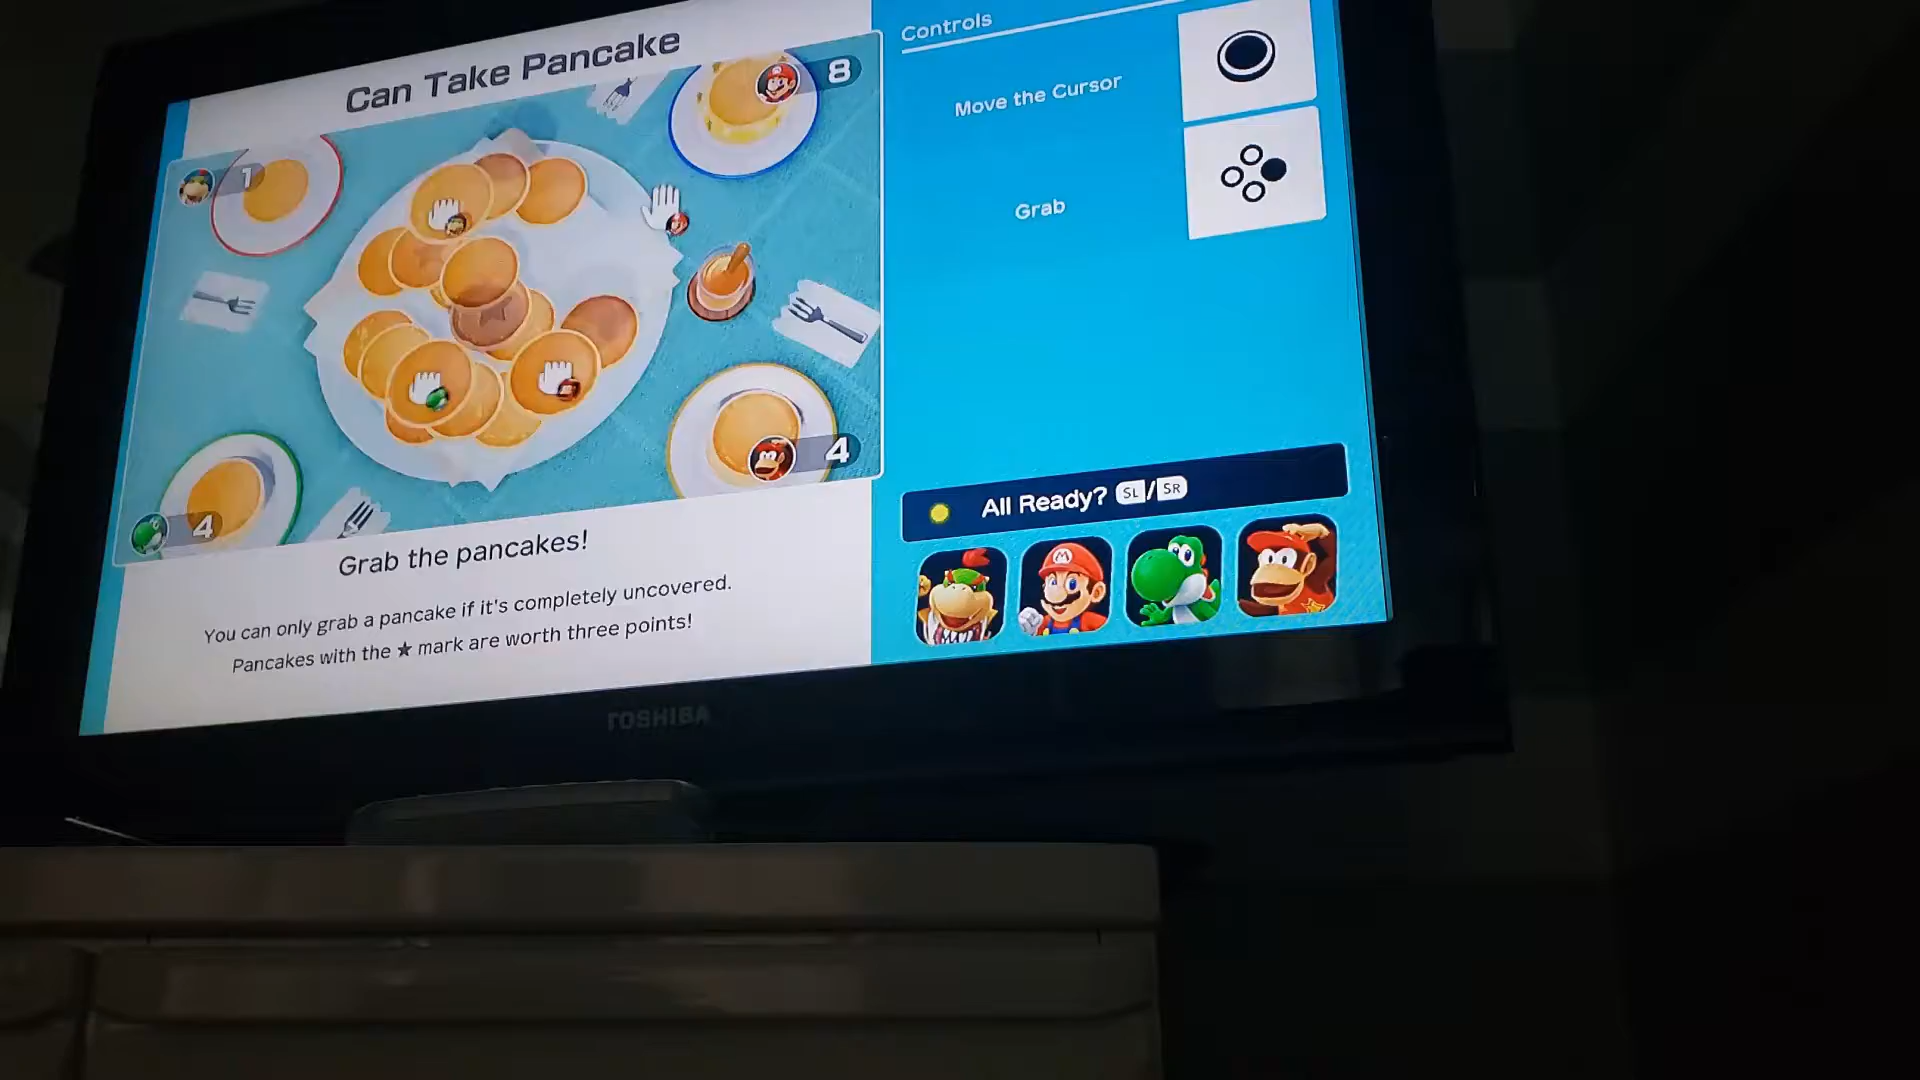 Can Take Pancake
8
1
4
4
Grab the pancakes!
You can only grab a pancake if it's completely uncovered.
Pancakes with the ★ mark are worth three points!
Controls
Move the Cursor
Grab
All Ready? SL/SR
M
TOSHIBA